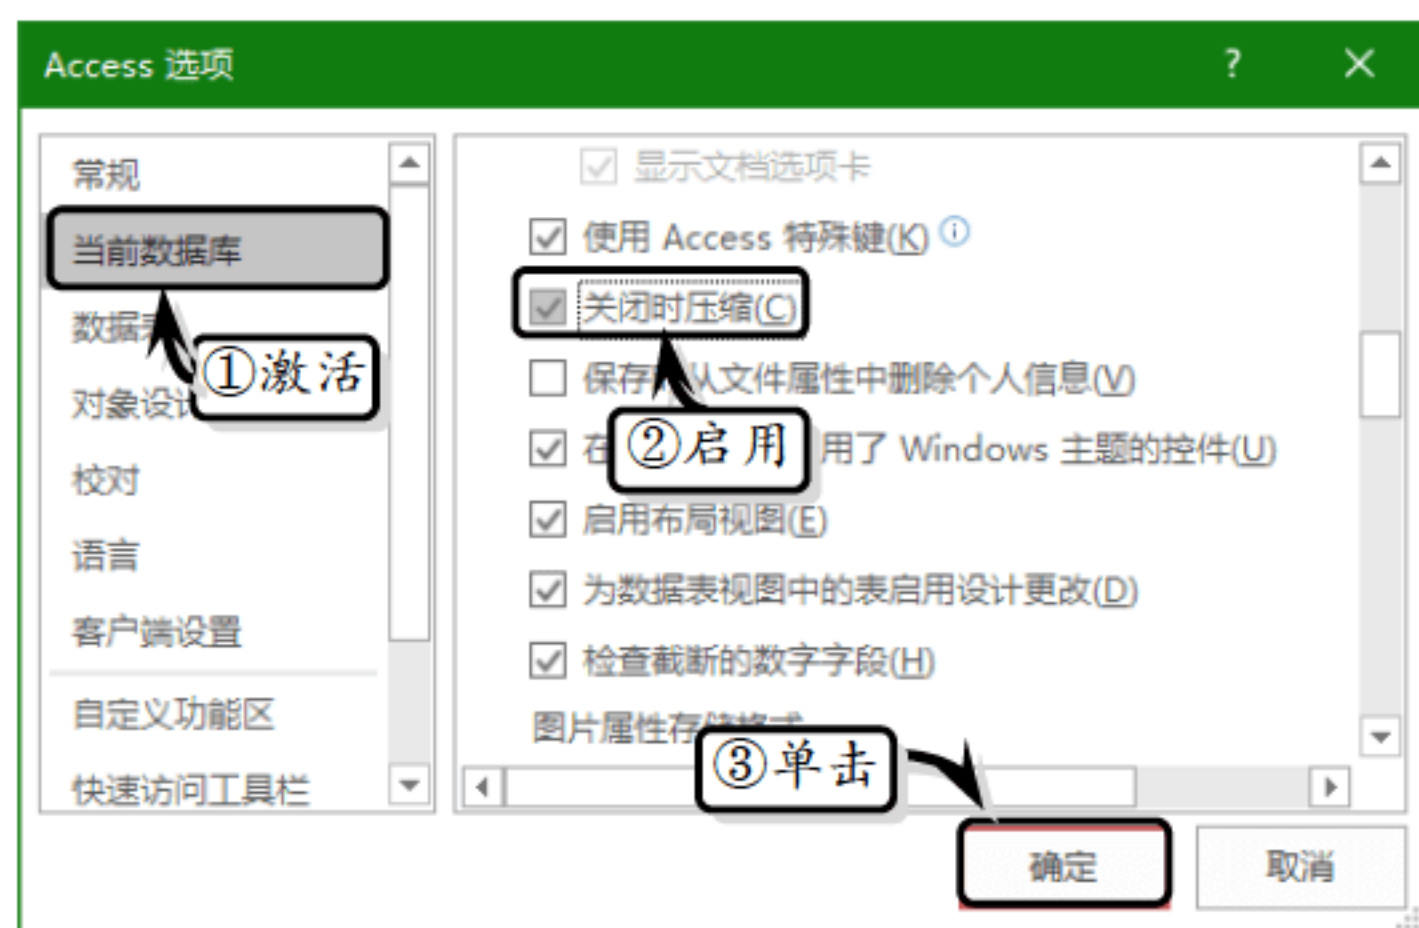 Access 选项
常规
当前数据库
数据
①激活
对象设
校对
语言
客户端设置
自定义功能区
快速访问工具栏
显示文档选项卡
使用 Access 特殊键(K)
关闭时压缩(C)
保存 从文件属性中删除个人信息(V)
②启用
在 用了 Windows 主题的控件(U)
启用布局视图(E)
为数据表视图中的表启用设计更改(D)
检查截断的数字字段(H)
图片属性存储格式
③单击
确定
取消